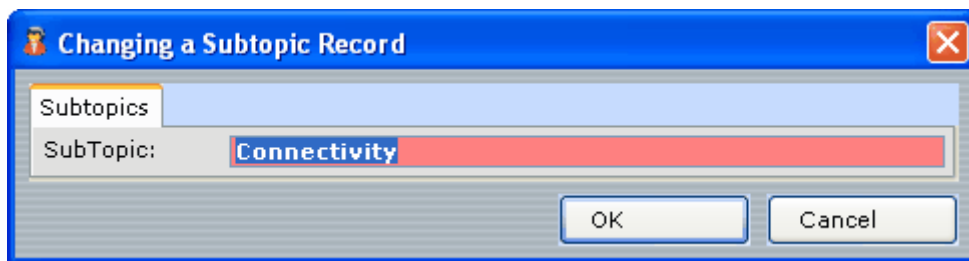 Changing a Subtopic Record
Subtopics
SubTopic: Connectivity
OK Cancel